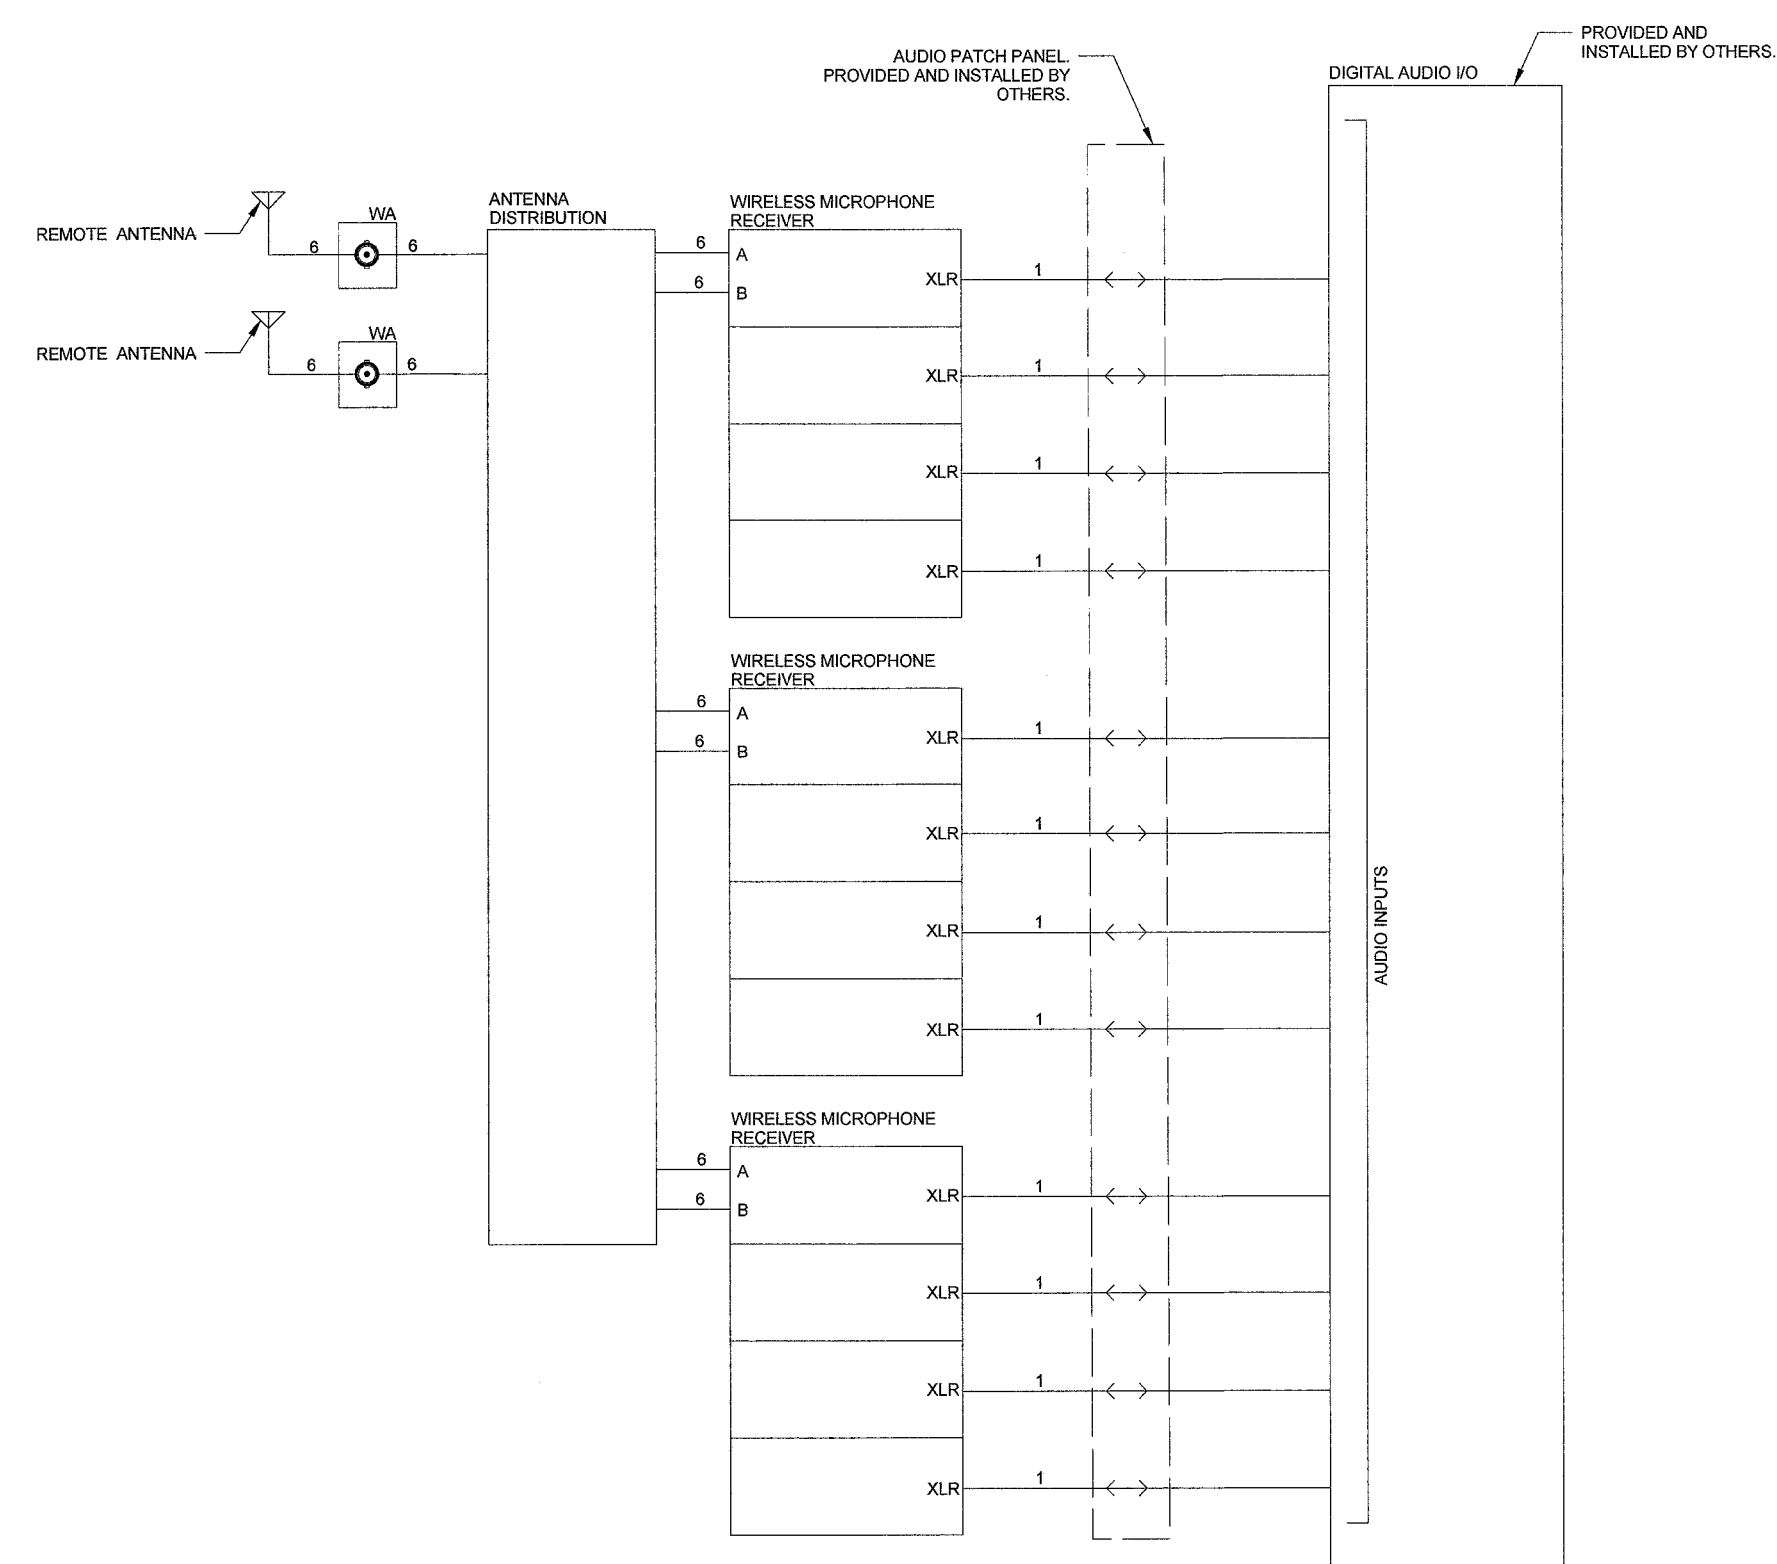 PROVIDED AND
INSTALLED BY OTHERS.
AUDIO PATCH PANEL.
PROVIDED AND INSTALLED BY
OTHERS.
DIGITAL AUDIO I/O
ANTENNA
DISTRIBUTION
WIRELESS MICROPHONE
RECEIVER
WA
REMOTE ANTENNA
6
6
6
A
6
B
XLR
1
WA
REMOTE ANTENNA
6
6
XLR
1
XLR
1
XLR
1
WIRELESS MICROPHONE
RECEIVER
6
A
6
B
XLR
1
XLR
1
AUDIO INPUTS
XLR
1
XLR
1
WIRELESS MICROPHONE
RECEIVER
6
A
6
B
XLR
1
XLR
1
XLR
1
XLR
1